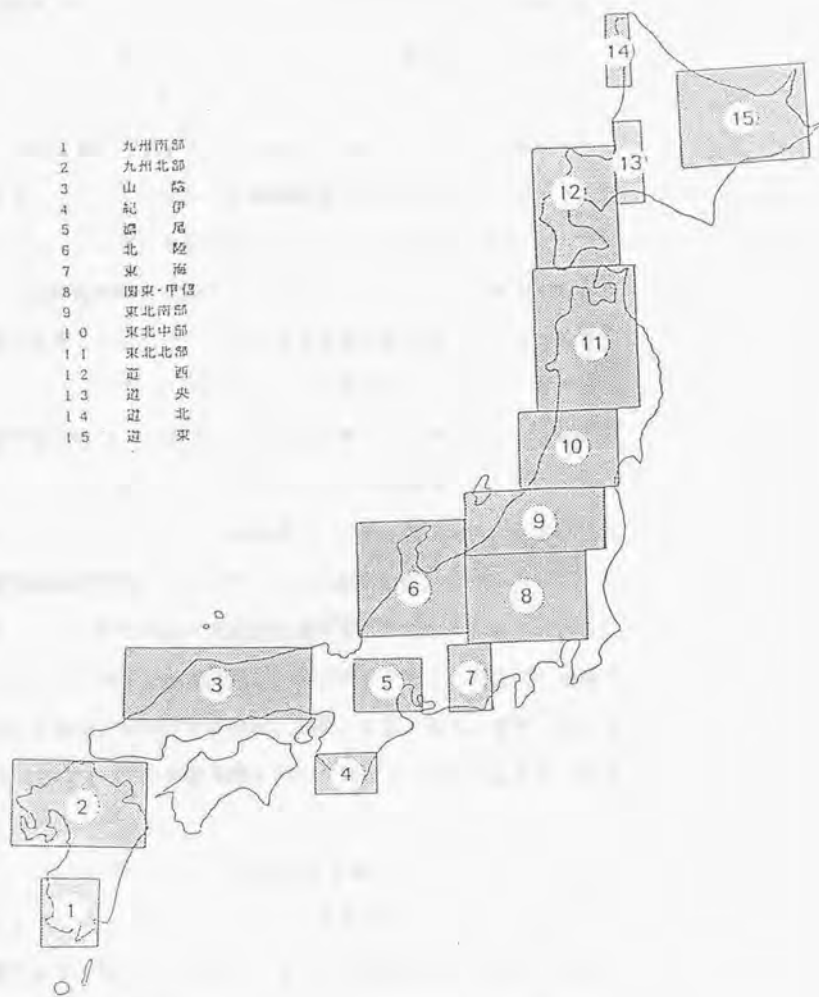 1 九州南部
2 九州北部
3 山陰
4 紀伊
5 濃尾
6 北陸
7 東海
8 関東・甲信
9 東北南部
10 東北中部
11 東北北部
12 道西
13 道央
14 道北
15 道東
14
15
13
12
11
10
9
6
8
3
5
7
4
2
1